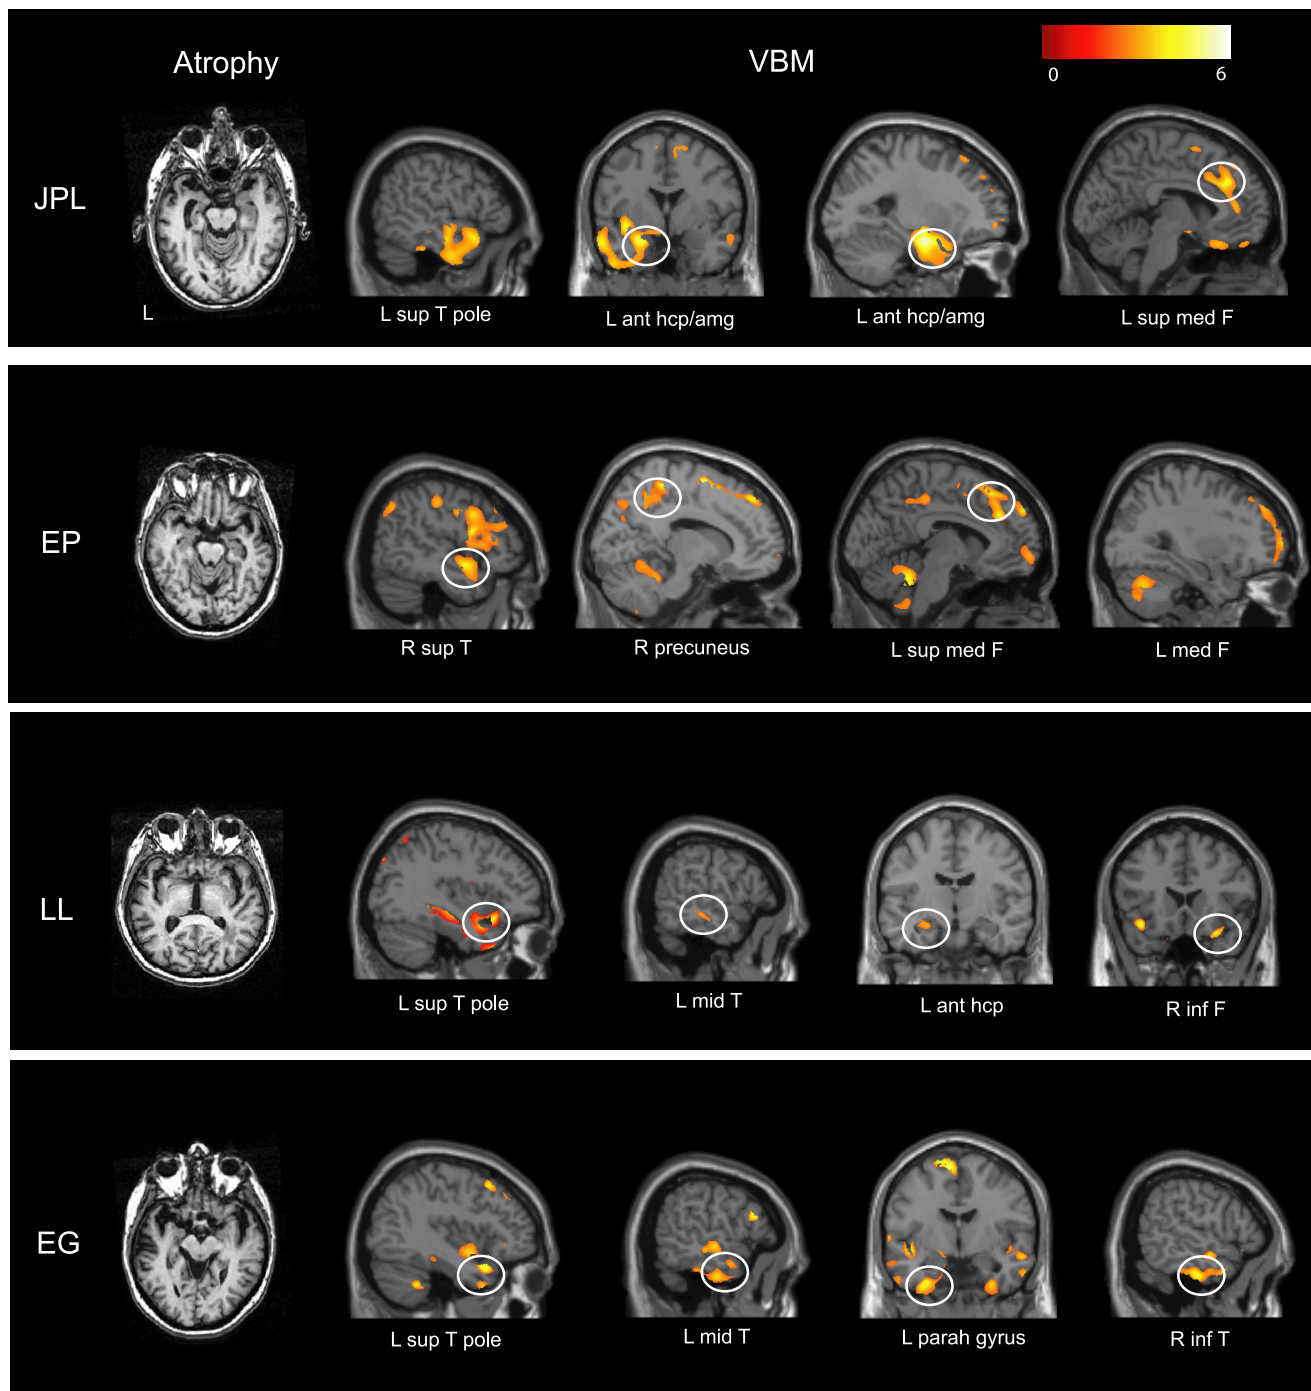 Atrophy
VBM
0
6
JPL
L
L sup T pole
L ant hcp/amg
L ant hcp/amg
L sup med F
EP
R sup T
R precuneus
L sup med F
L med F
LL
L sup T pole
L mid T
L ant hcp
R inf F
EG
L sup T pole
L mid T
L parah gyrus
R inf T